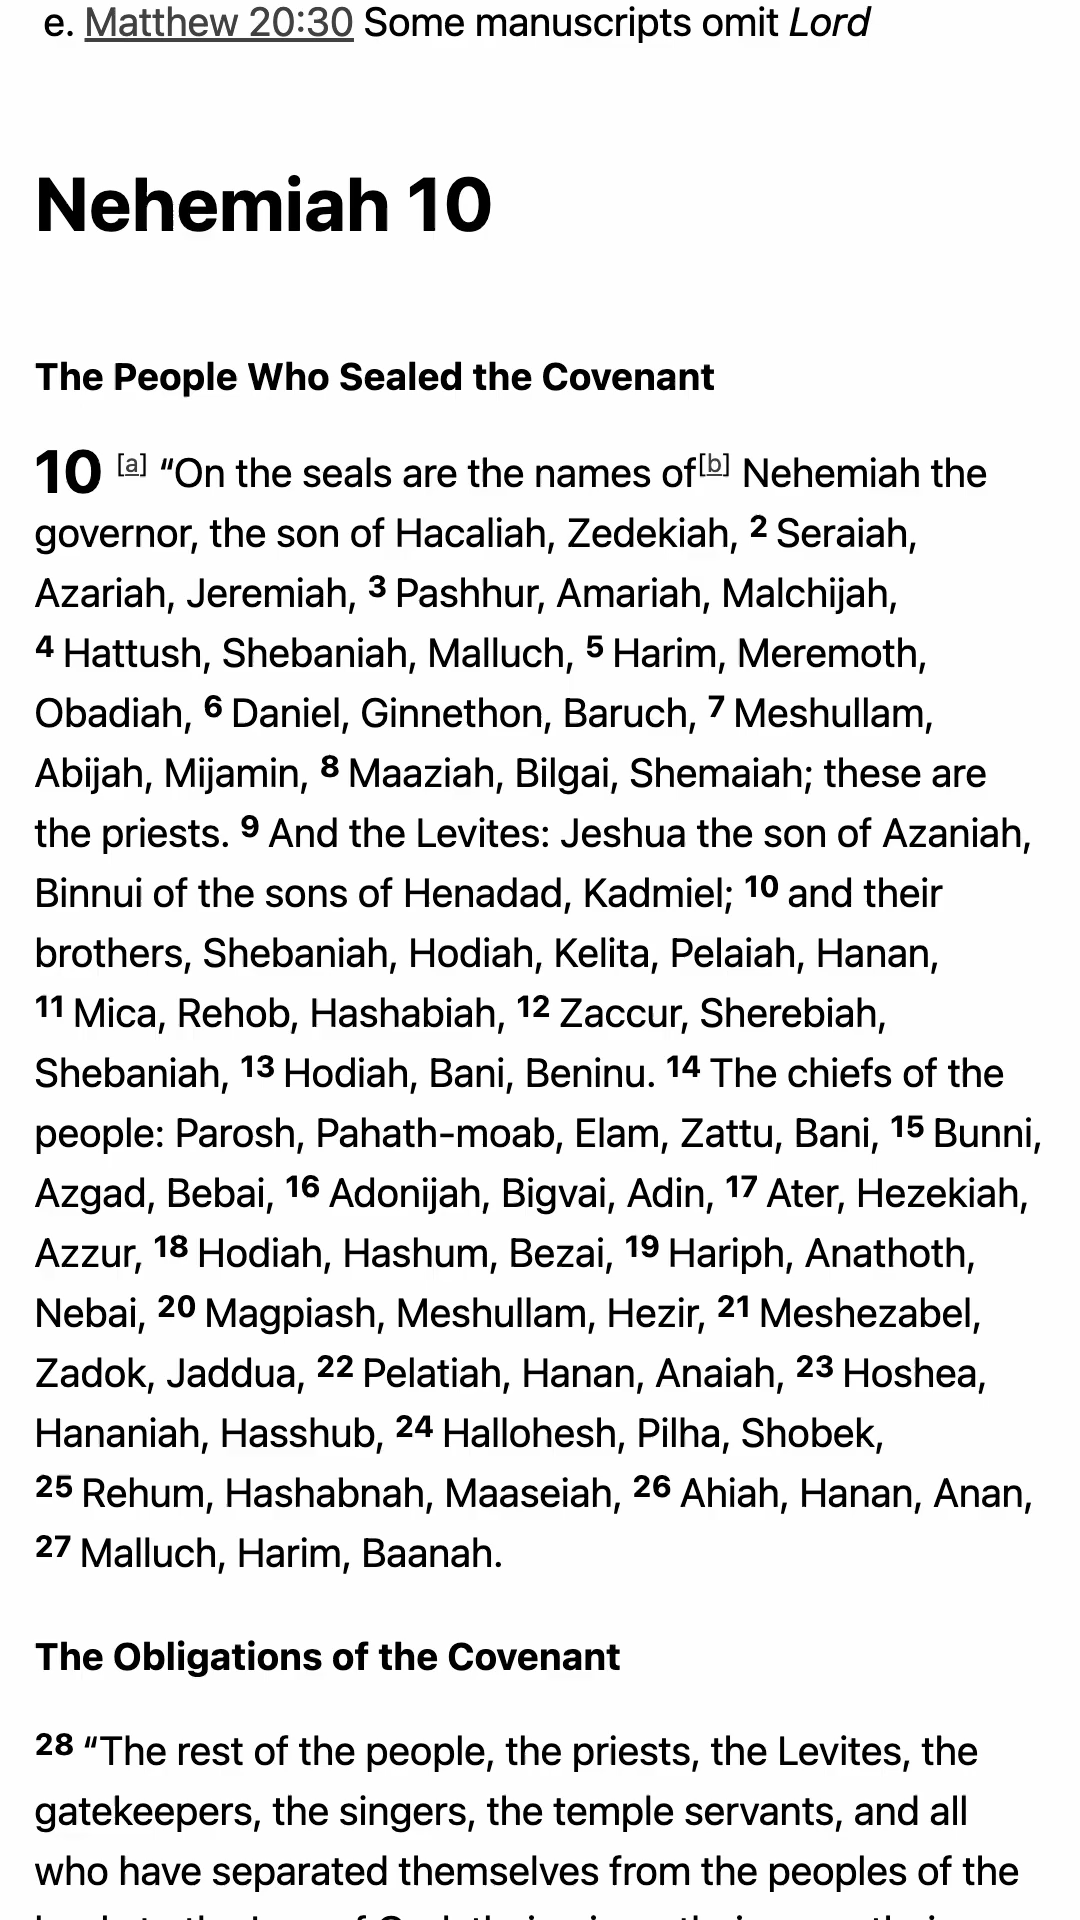 e. Matthew 20:30 Some manuscripts omit Lord
Nehemiah 10
The People Who Sealed the Covenant
10 [a] “On the seals are the names of[b] Nehemiah the
governor, the son of Hacaliah, Zedekiah, 2 Seraiah,
Azariah, Jeremiah, 3 Pashhur, Amariah, Malchijah,
4 Hattush, Shebaniah, Malluch, 5 Harim, Meremoth,
Obadiah, 6 Daniel, Ginnethon, Baruch, 7 Meshullam,
Abijah, Mijamin, 8 Maaziah, Bilgai, Shemaiah; these are
the priests. 9 And the Levites: Jeshua the son of Azaniah,
Binnui of the sons of Henadad, Kadmiel; 10 and their
brothers, Shebaniah, Hodiah, Kelita, Pelaiah, Hanan,
11 Mica, Rehob, Hashabiah, 12 Zaccur, Sherebiah,
Shebaniah, 13 Hodiah, Bani, Beninu. 14 The chiefs of the
people: Parosh, Pahath-moab, Elam, Zattu, Bani, 15 Bunni,
Azgad, Bebai, 16 Adonijah, Bigvai, Adin, 17 Ater, Hezekiah,
Azzur, 18 Hodiah, Hashum, Bezai, 19 Hariph, Anathoth,
Nebai, 20 Magpiash, Meshullam, Hezir, 21 Meshezabel,
Zadok, Jaddua, 22 Pelatiah, Hanan, Anaiah, 23 Hoshea,
Hananiah, Hasshub, 24 Hallohesh, Pilha, Shobek,
25 Rehum, Hashabnah, Maaseiah, 26 Ahiah, Hanan, Anan,
27 Malluch, Harim, Baanah.
The Obligations of the Covenant
28 “The rest of the people, the priests, the Levites, the
gatekeepers, the singers, the temple servants, and all
who have separated themselves from the peoples of the